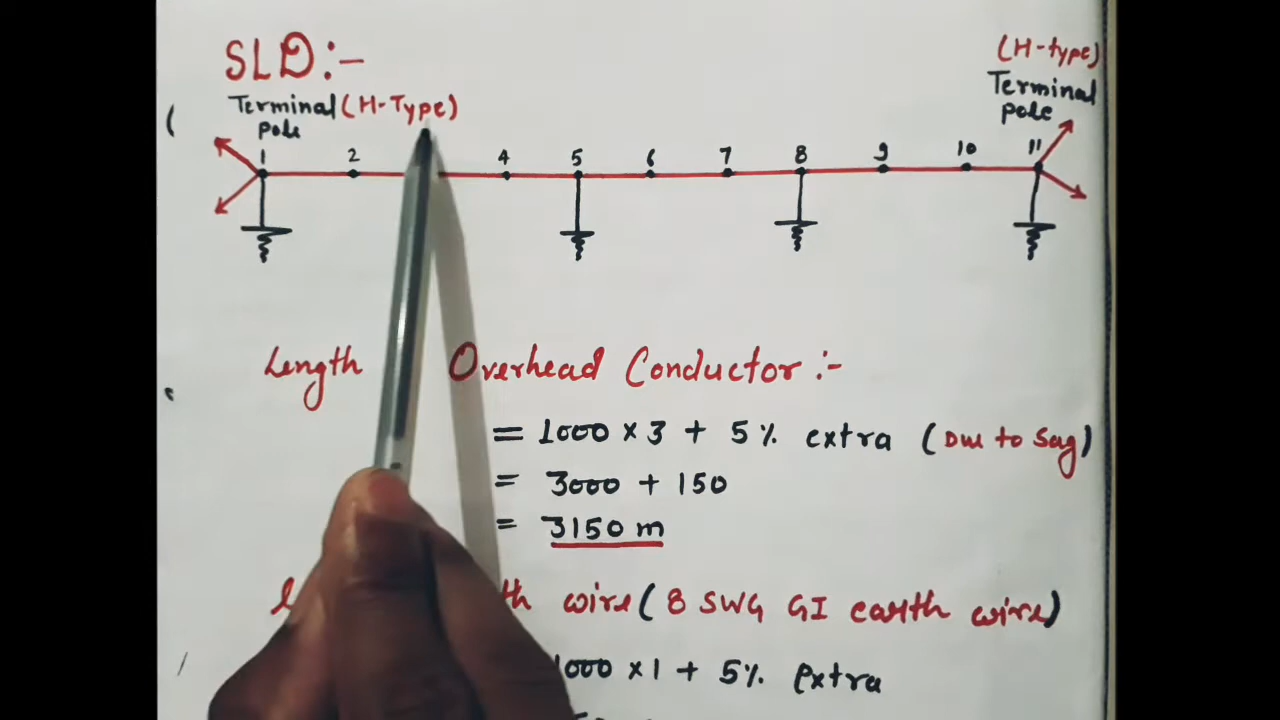 SLD:-
(H-type)
Terminal (H-Type)
pole
Terminal
pole
1 2 4 5 6 7 8 9 10 11
Length Overhead Conductor :-
= 1000 × 3 + 5% extra (Due to Sag)
= 3000 + 150
= 3150 m
wire (8 SWG GI earth wire)
1000 × 1 + 5% extra